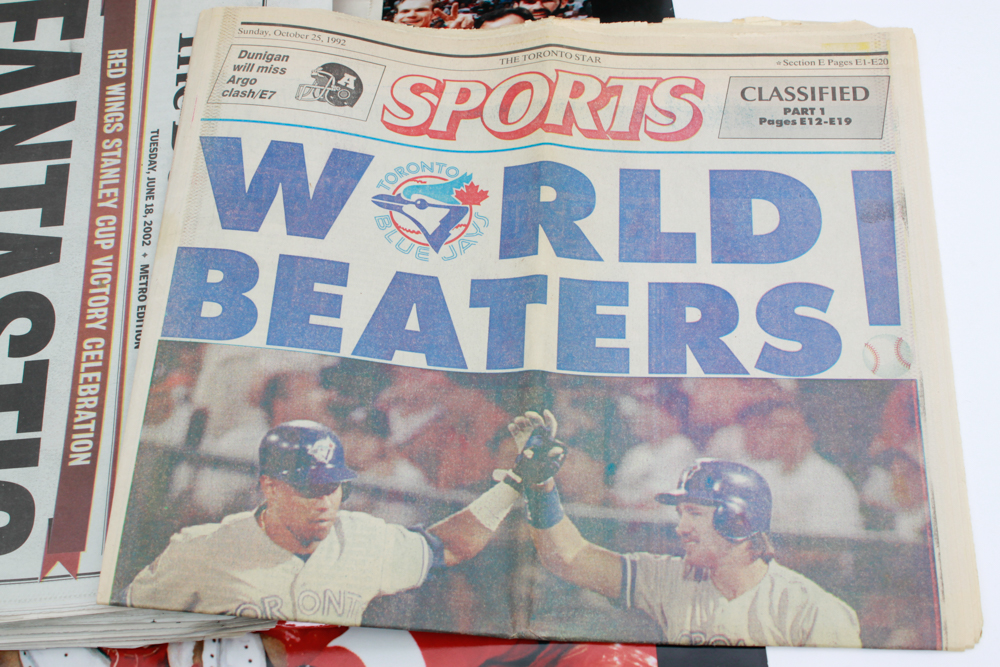 Sunday, October 25, 1992
THE TORONTO STAR
* Section E Pages E1-E20
Dunigan
will miss
Argo
clash/E7
A
SPORTS
CLASSIFIED
PART 1
Pages E12-E19
WORLD
BEATERS!
TORONTO
BLUE JAYS
ORONT
RED WINGS STANLEY CUP VICTORY CELEBRATION
TUESDAY, JUNE 18, 2002 + METRO EDITION
EANTASTIC